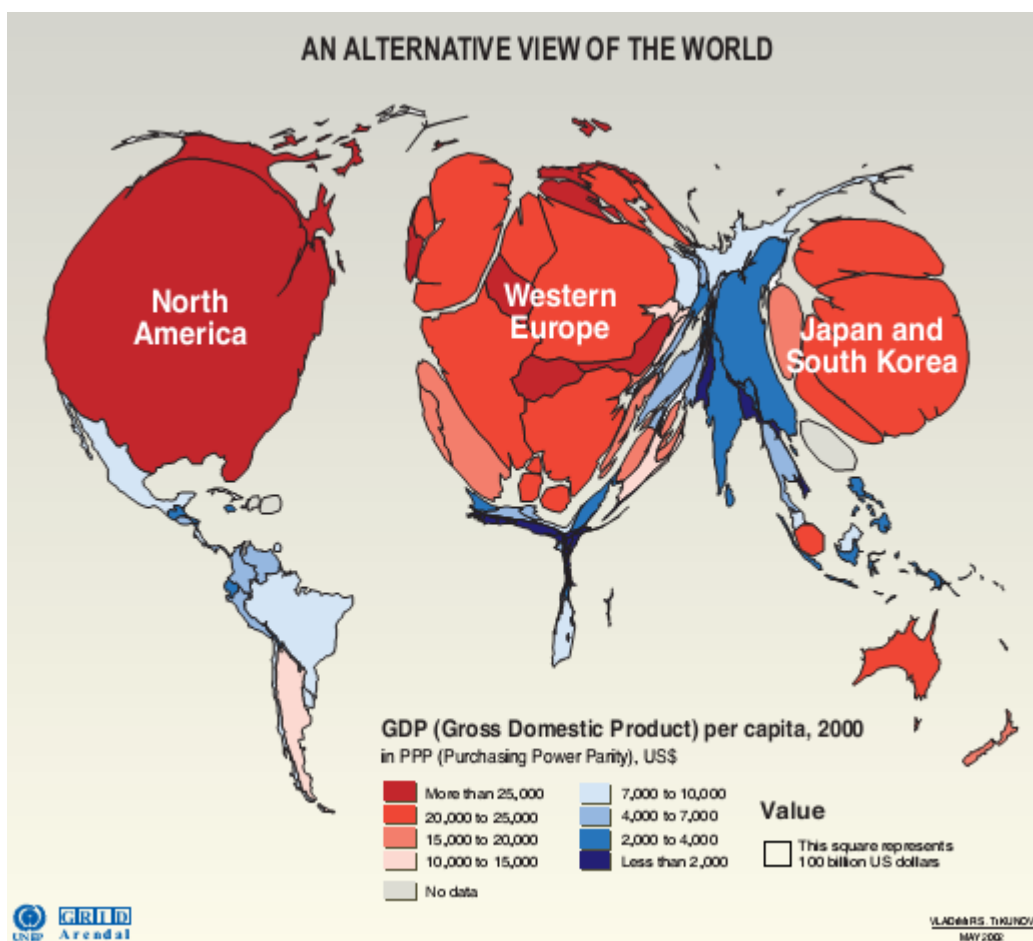 AN ALTERNATIVE VIEW OF THE WORLD
North
America
Western
Europe
Japan and
South Korea
GDP (Gross Domestic Product) per capita, 2000
in PPP (Purchasing Power Parity), US$
More than 25,000
20,000 to 25,000
15,000 to 20,000
10,000 to 15,000
No data
7,000 to 10,000
4,000 to 7,000
2,000 to 4,000
Less than 2,000
Value
This square represents
100 billion US dollars
UNEP
GRID
Arendal
VLADIMIR S. TIKUNOV
MAY 2002